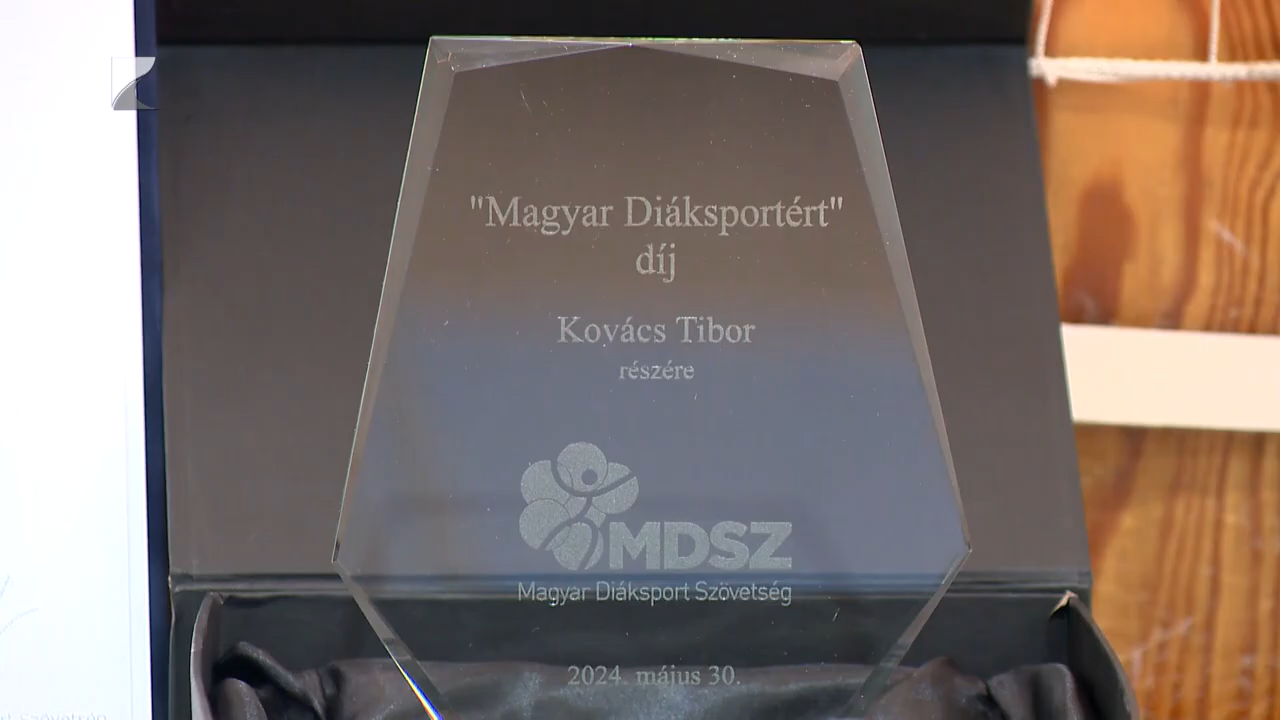 "Magyar Diáksportért"
díj
Kovács Tibor
részére
MDSZ
Magyar Diáksport Szövetség
2024. május 30.